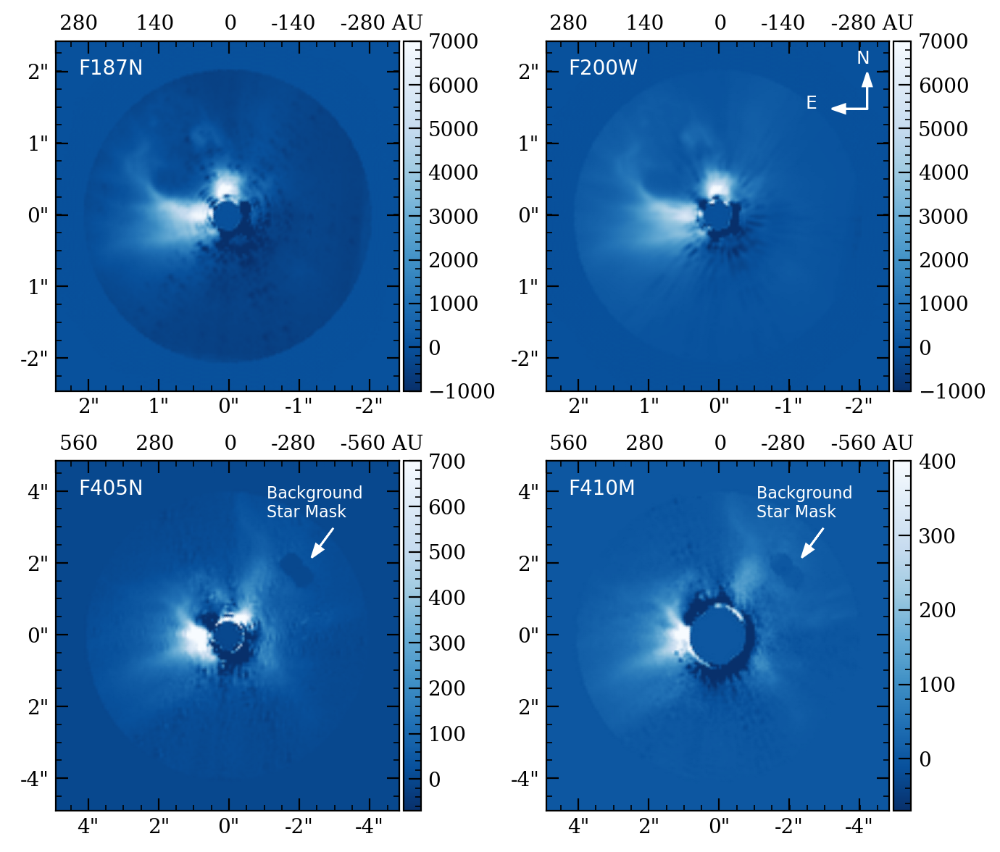 280 140 0 -140 -280 AU
280 140 0 -140 -280 AU
F187N
2"
1"
0"
1"
-2"
2" 1" 0" -1" -2"
7000
6000
5000
4000
3000
2000
1000
0
−1000
F200W
N
E
2"
1"
0"
1"
-2"
2" 1" 0" -1" -2"
7000
6000
5000
4000
3000
2000
1000
0
−1000
560 280 0 -280 -560 AU
560 280 0 -280 -560 AU
F405N
Background
Star Mask
4"
2"
0"
2"
-4"
4" 2" 0" -2" -4"
700
600
500
400
300
200
100
0
F410M
Background
Star Mask
4"
2"
0"
2"
-4"
4" 2" 0" -2" -4"
400
300
200
100
0